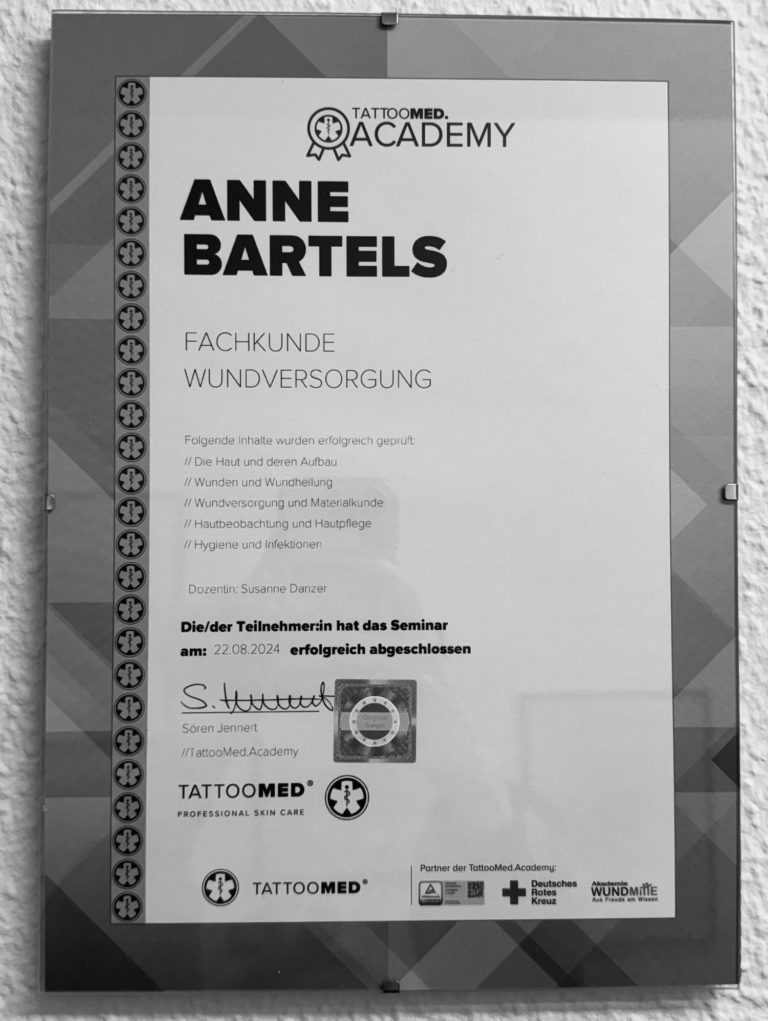 TATTOOMED.
ACADEMY
ANNE
BARTELS
FACHKUNDE
WUNDVERSORGUNG
Folgende Inhalte wurden erfolgreich geprüft:
// Die Haut und deren Aufbau
// Wunden und Wundheilung
// Wundversorgung und Materialkunde
// Hautbeobachtung und Hautpflege
// Hygiene und Infektionen
Dozentin: Susanne Danzer
Die/der Teilnehmer:in hat das Seminar
am: 22.08.2024 erfolgreich abgeschlossen
Original
Siegel
Sören Jennert
//TattooMed.Academy
TATTOOMED®
PROFESSIONAL SKIN CARE
TATTOOMED®
Partner der TattooMed.Academy:
Deutsches
Rotes
Kreuz
Akademie
WUNDMITTE
Aus Freude am Wissen